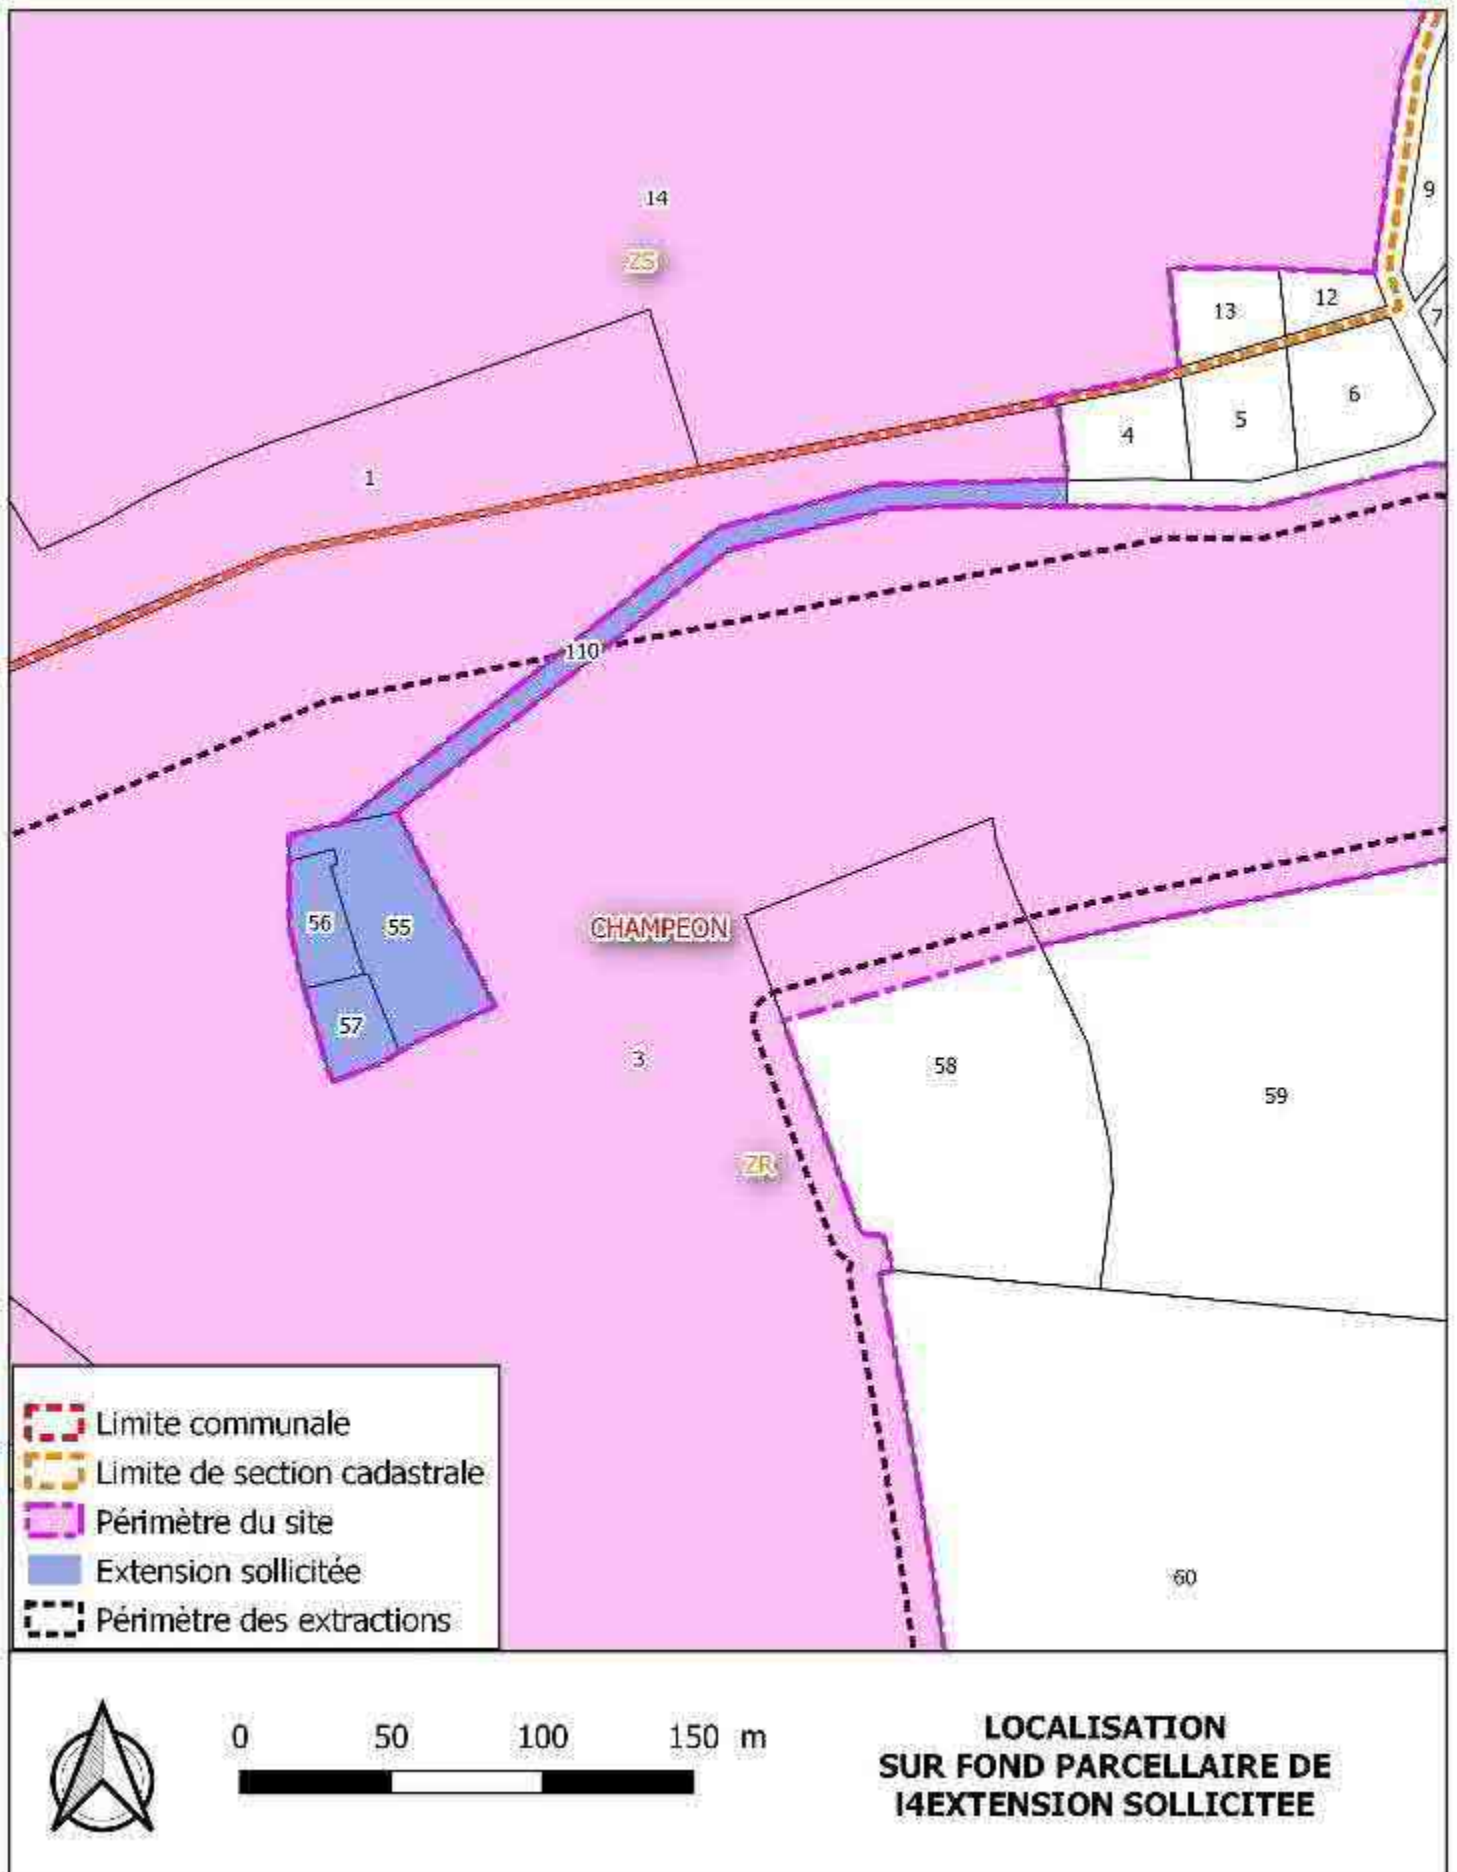 14
ZS
9
13
12
7
6
5
4
1
110
56
55
CHAMPEON
57
3
58
59
ZR
60
Limite communale
Limite de section cadastrale
Périmètre du site
Extension sollicitée
Périmètre des extractions
0 50 100 150 m
LOCALISATION
SUR FOND PARCELLAIRE DE
l4EXTENSION SOLLICITEE